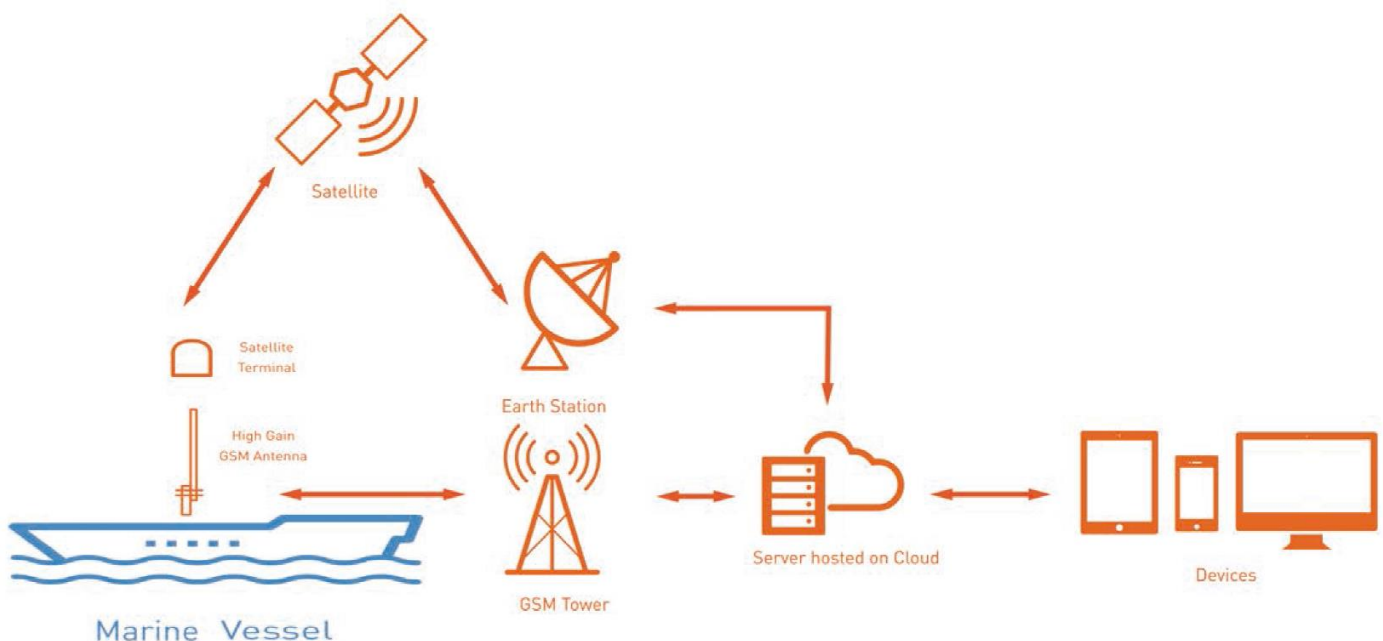 Satellite
Satellite
Terminal
High Gain
GSM Antenna
Earth Station
GSM Tower
Server hosted on Cloud
Devices
Marine Vessel